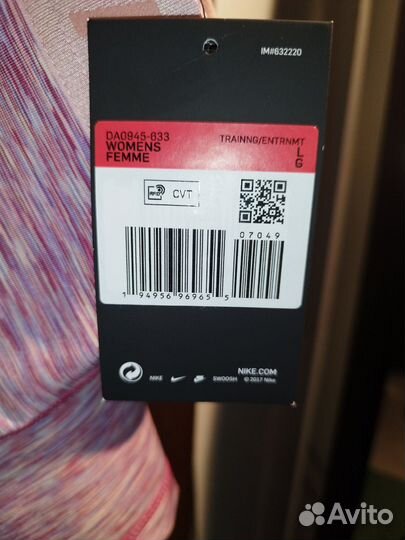 IM#632220
DA0945-633
WOMENS
FEMME
TRAINNG/ENTRNMT
L
G
RFID
CVT
07049
1 94956 96965 5
NIKE.COM
NIKE SWOOSH © 2017 Nike
Avito